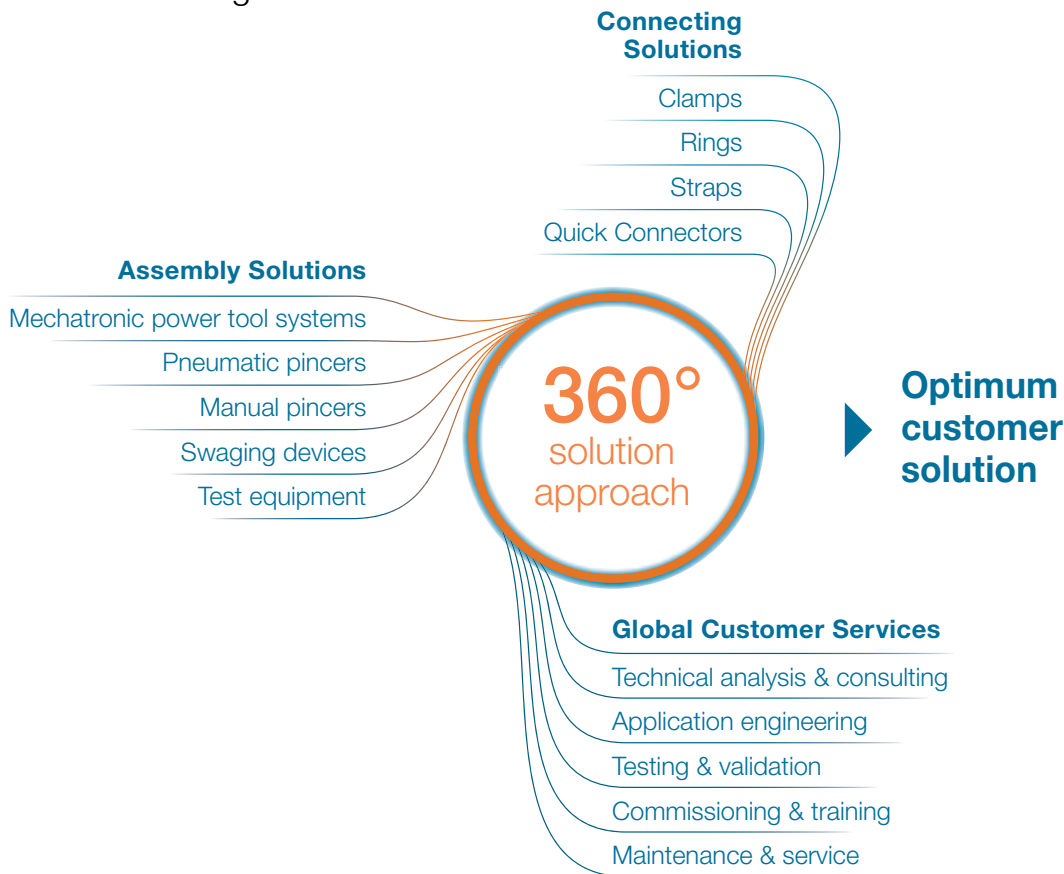 Connecting
Solutions
Clamps
Rings
Straps
Quick Connectors
Assembly Solutions
Mechatronic power tool systems
Pneumatic pincers
Manual pincers
Swaging devices
Test equipment
360°
solution
approach
Optimum
customer
solution
Global Customer Services
Technical analysis & consulting
Application engineering
Testing & validation
Commissioning & training
Maintenance & service